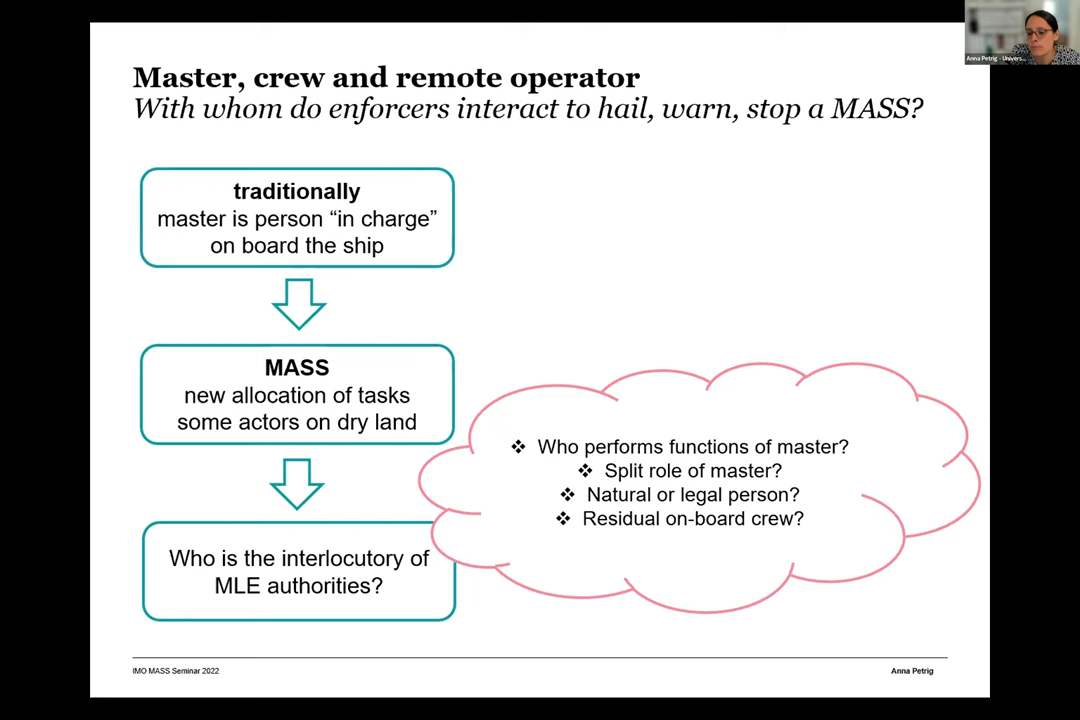 Master, crew and remote operator
With whom do enforcers interact to hail, warn, stop a MASS?
traditionally
master is person “in charge”
on board the ship
MASS
new allocation of tasks
some actors on dry land
Who is the interlocutory of
MLE authorities?
❖ Who performs functions of master?
❖ Split role of master?
❖ Natural or legal person?
❖ Residual on-board crew?
IMO MASS Seminar 2022
Anna Petrig
Anna Petrig - Univers...